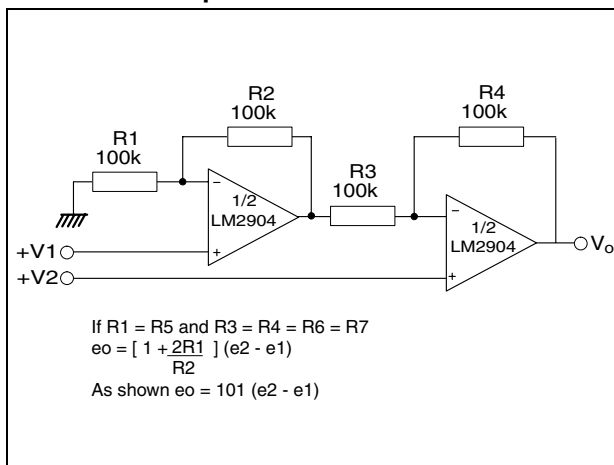 R2
100k
R4
100k
R1
100k
R3
100k
1/2
LM2904
1/2
LM2904
−
+
−
+
Vo
+V1
+V2
If R1 = R5 and R3 = R4 = R6 = R7
eo = [ 1 + 2R1 ] (e2 - e1)
R2
As shown eo = 101 (e2 - e1)